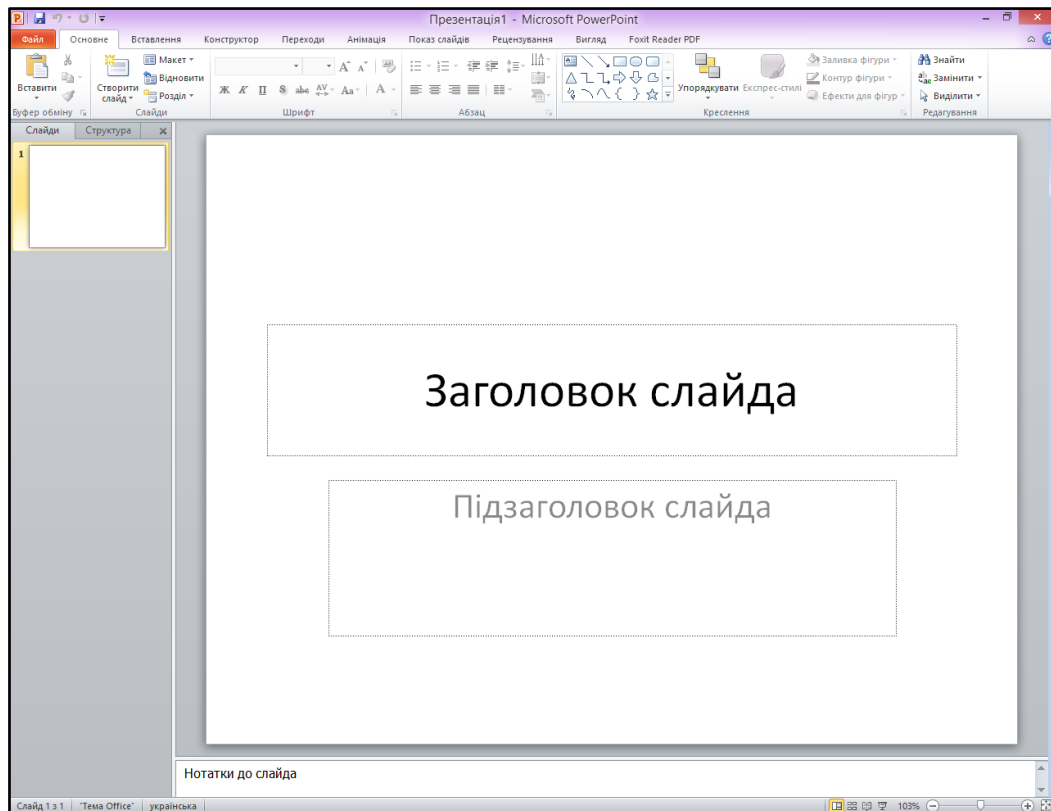 Презентація1 - Microsoft PowerPoint
Файл Основне Вставлення Конструктор Переходи Анімація Показ слайдів Рецензування Вигляд Foxit Reader PDF
Вставити
Буфер обміну
Створити слайд
Макет
Відновити
Розділ
Слайди
Ж К П S abc AV Aa A
Шрифт
Абзац
Упорядкувати Експрес-стилі
Заливка фігури
Контур фігури
Ефекти для фігур
Креслення
Знайти
Замінити
Виділити
Редагування
Слайди Структура
1
Заголовок слайда
Підзаголовок слайда
Нотатки до слайда
Слайд 1 з 1 "Тема Office" українська 103%